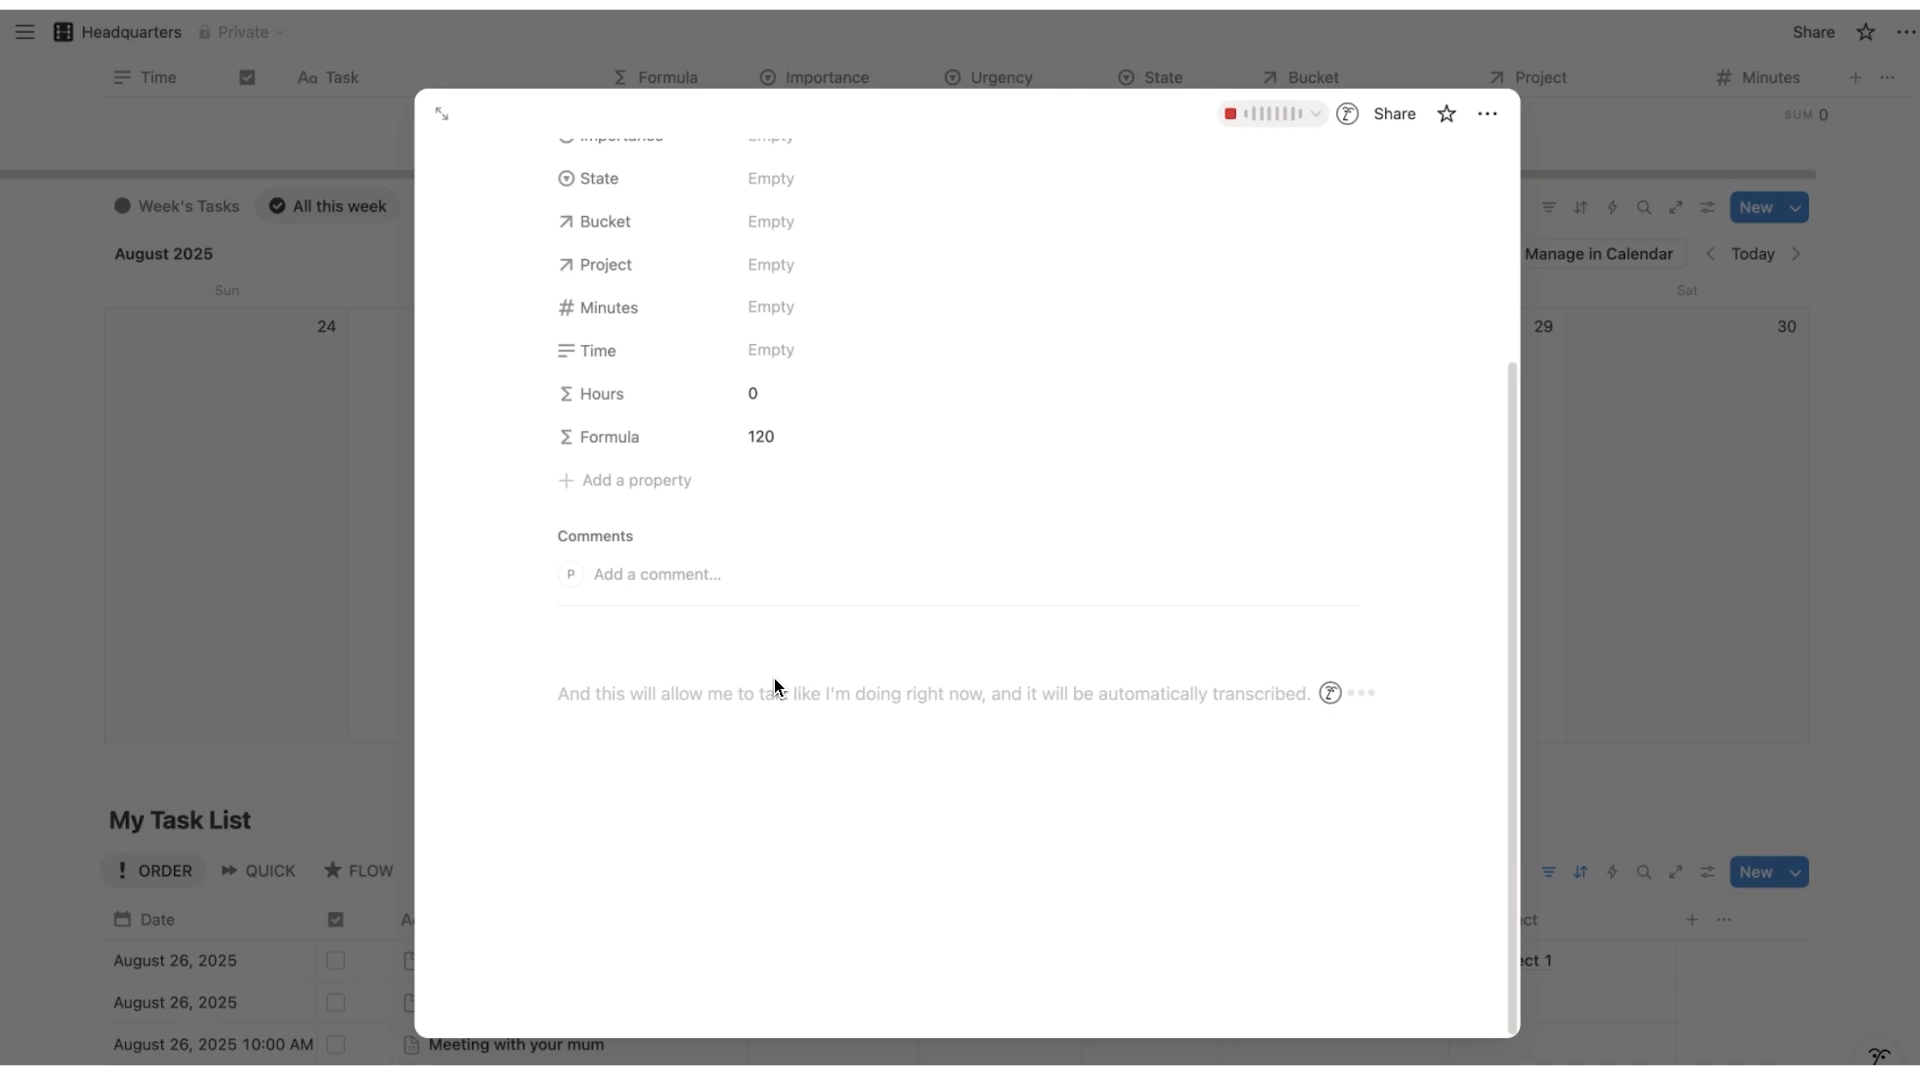 Headquarters Private Share
Time Aa Task Formula Importance Urgency State Bucket Project Minutes
Share
SUM 0
Importance Empty
State Empty
Week's Tasks All this week New
Bucket Empty
August 2025 Manage in Calendar Today
Project Empty
Sun Sat
Minutes Empty
24 29 30
Time Empty
Hours 0
Formula 120
Add a property
Comments
P Add a comment...
And this will allow me to talk like I'm doing right now, and it will be automatically transcribed.
My Task List
ORDER QUICK FLOW New
Date
August 26, 2025
August 26, 2025
August 26, 2025 10:00 AM Meeting with your mum